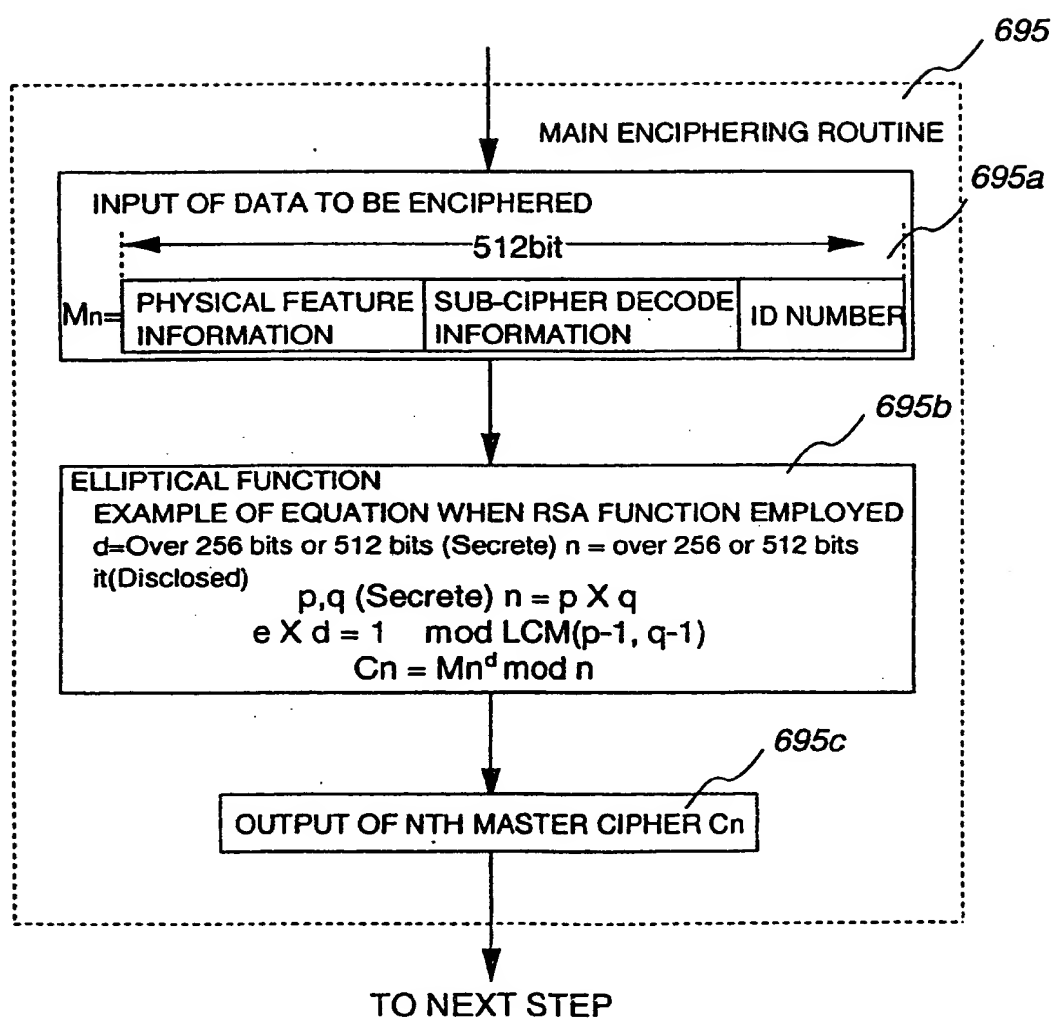 695
MAIN ENCIPHERING ROUTINE
695a
INPUT OF DATA TO BE ENCIPHERED
512bit
Mn= PHYSICAL FEATURE INFORMATION SUB-CIPHER DECODE INFORMATION ID NUMBER
695b
ELLIPTICAL FUNCTION
EXAMPLE OF EQUATION WHEN RSA FUNCTION EMPLOYED
d=Over 256 bits or 512 bits (Secrete) n = over 256 or 512 bits
it(Disclosed)
p,q (Secrete) n = p X q
e X d = 1 mod LCM(p-1, q-1)
Cn = Mn^d mod n
695c
OUTPUT OF NTH MASTER CIPHER Cn
TO NEXT STEP